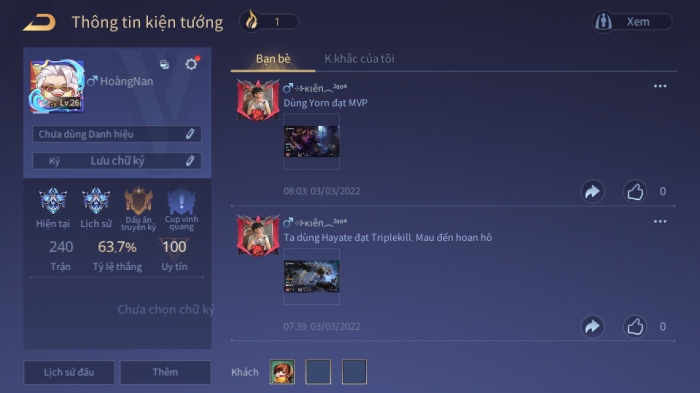 Thông tin kiện tướng
1
Xem
HoàngNan
Lv.26
Chưa dùng Danh hiệu
Ký Lưu chữ ký
Hiện tại
Lịch sử
Dấu ấn truyền kỳ
Cup vinh quang
240
63.7%
100
Trận
Tỷ lệ thắng
Uy tín
Chưa chọn chữ ký
Lịch sử đấu
Thêm
Bạn bè
K.khắc của tôi
Dùng Yorn đạt MVP
08:03: 03/03/2022
0
Ta dùng Hayate đạt Triplekill. Mau đến hoan hô
07:39: 03/03/2022
0
Khách